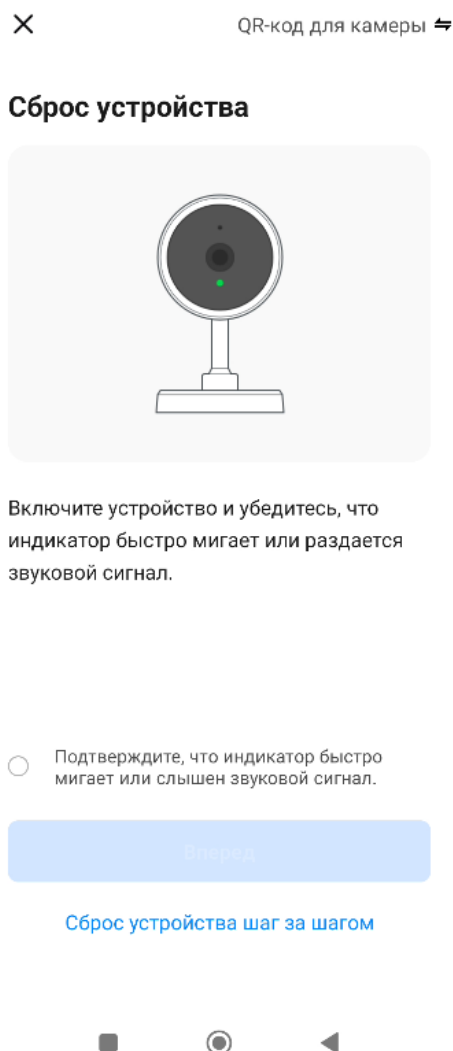 QR-код для камеры
Сброс устройства
Включите устройство и убедитесь, что
индикатор быстро мигает или раздается
звуковой сигнал.
Подтвердите, что индикатор быстро
мигает или слышен звуковой сигнал.
Вперед
Сброс устройства шаг за шагом